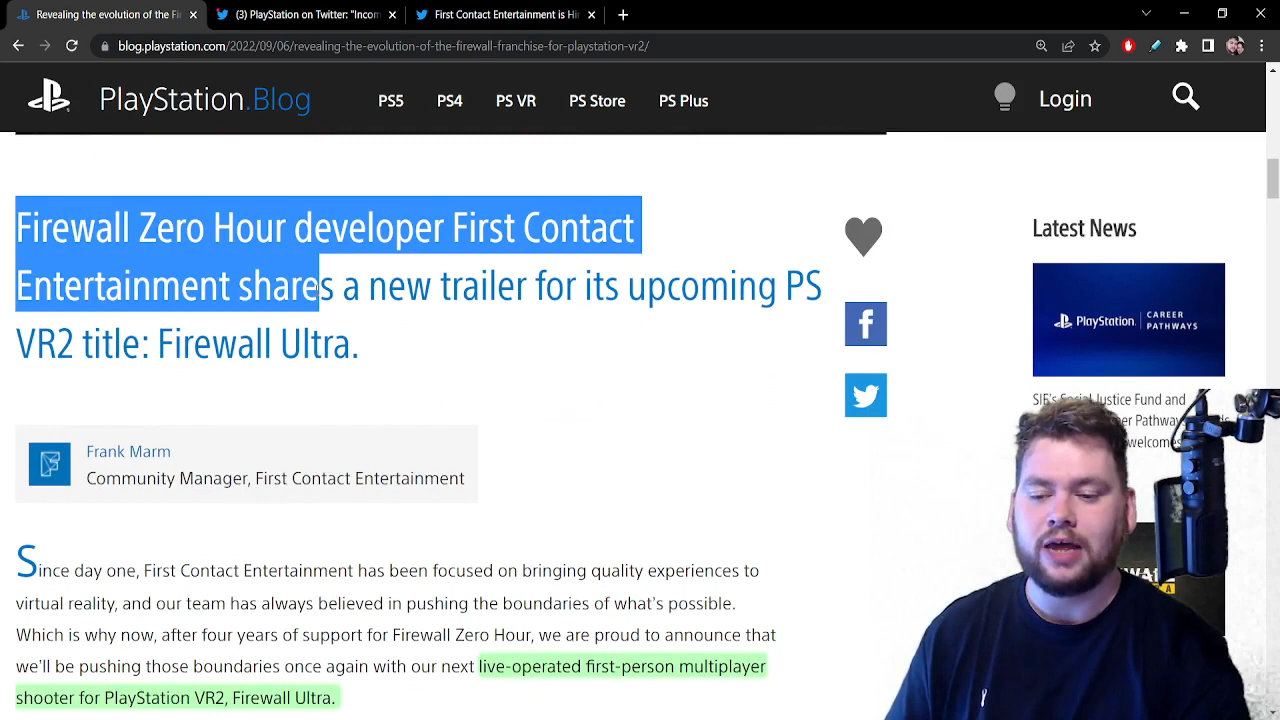 Revealing the evolution of the Fi
(3) PlayStation on Twitter: "Incom
First Contact Entertainment is Hi
blog.playstation.com/2022/09/06/revealing-the-evolution-of-the-firewall-franchise-for-playstation-vr2/
PlayStation.Blog
PS5
PS4
PS VR
PS Store
PS Plus
Login
Firewall Zero Hour developer First Contact
Entertainment shares a new trailer for its upcoming PS
VR2 title: Firewall Ultra.
Latest News
PlayStation
CAREER
PATHWAYS
SIE's Social Justice Fund and
Frank Marm
Community Manager, First Contact Entertainment
Since day one, First Contact Entertainment has been focused on bringing quality experiences to
virtual reality, and our team has always believed in pushing the boundaries of what's possible.
Which is why now, after four years of support for Firewall Zero Hour, we are proud to announce that
we'll be pushing those boundaries once again with our next live-operated first-person multiplayer
shooter for PlayStation VR2, Firewall Ultra.